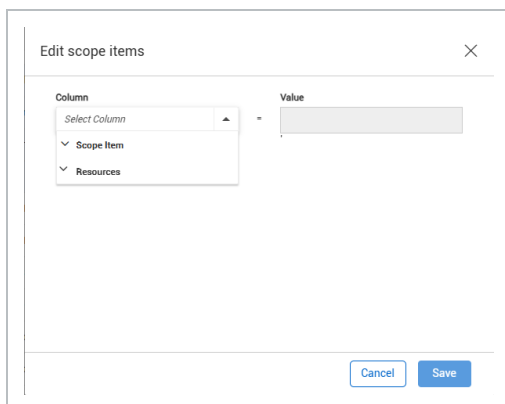 Edit scope items
Column
Value
Select Column
=
Scope Item
Resources
Cancel
Save